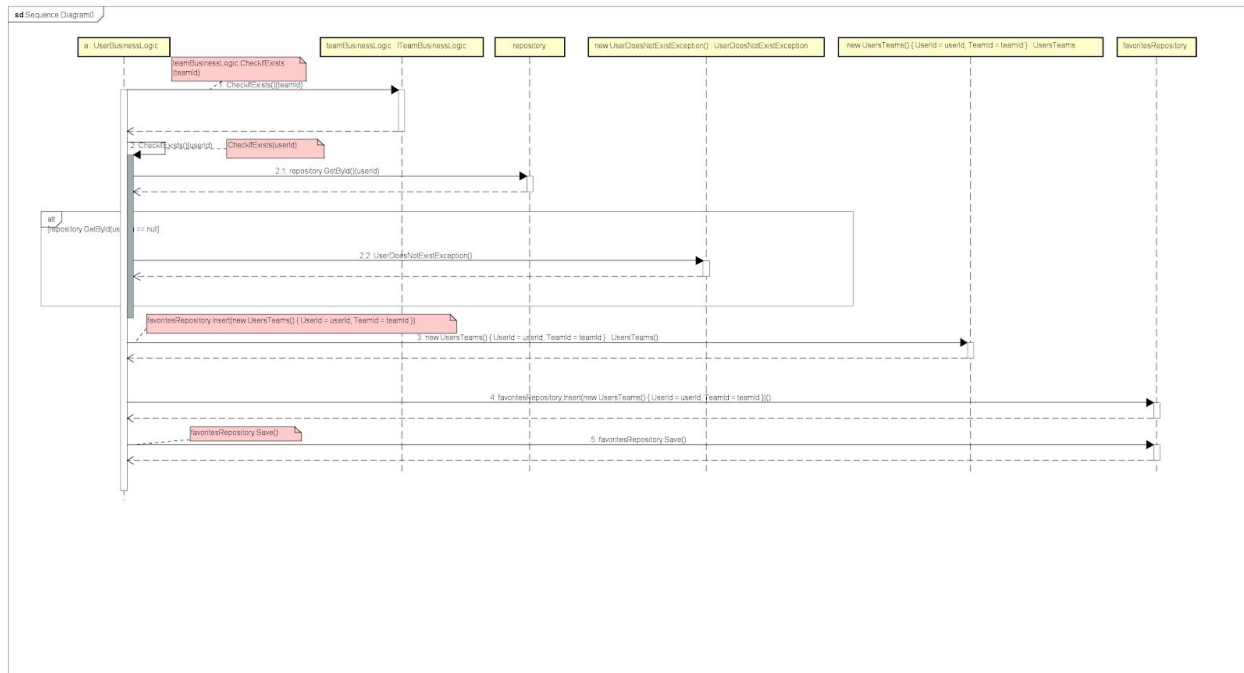 sd Sequence Diagram0
a : UserBusinessLogic
teamBusinessLogic : ITeamBusinessLogic
repository
new UserDoesNotExistException() : UserDoesNotExistException
new UsersTeams() { UserId = userId, TeamId = teamId } : UsersTeams
favoritesRepository
teamBusinessLogic.CheckIfExists
(teamId)
1: CheckIfExists()(teamId)
2: CheckIfExists()(userId)
CheckIfExists(userId)
2.1: repository.GetById()(userId)
alt
[repository.GetById(us ) == null]
2.2: UserDoesNotExistException()
favoritesRepository.Insert(new UsersTeams() { UserId = userId, TeamId = teamId })
3: new UsersTeams() { UserId = userId, TeamId = teamId } : UsersTeams()
4: favoritesRepository.Insert(new UsersTeams() { UserId = userId, TeamId = teamId })()
favoritesRepository.Save()
5: favoritesRepository.Save()